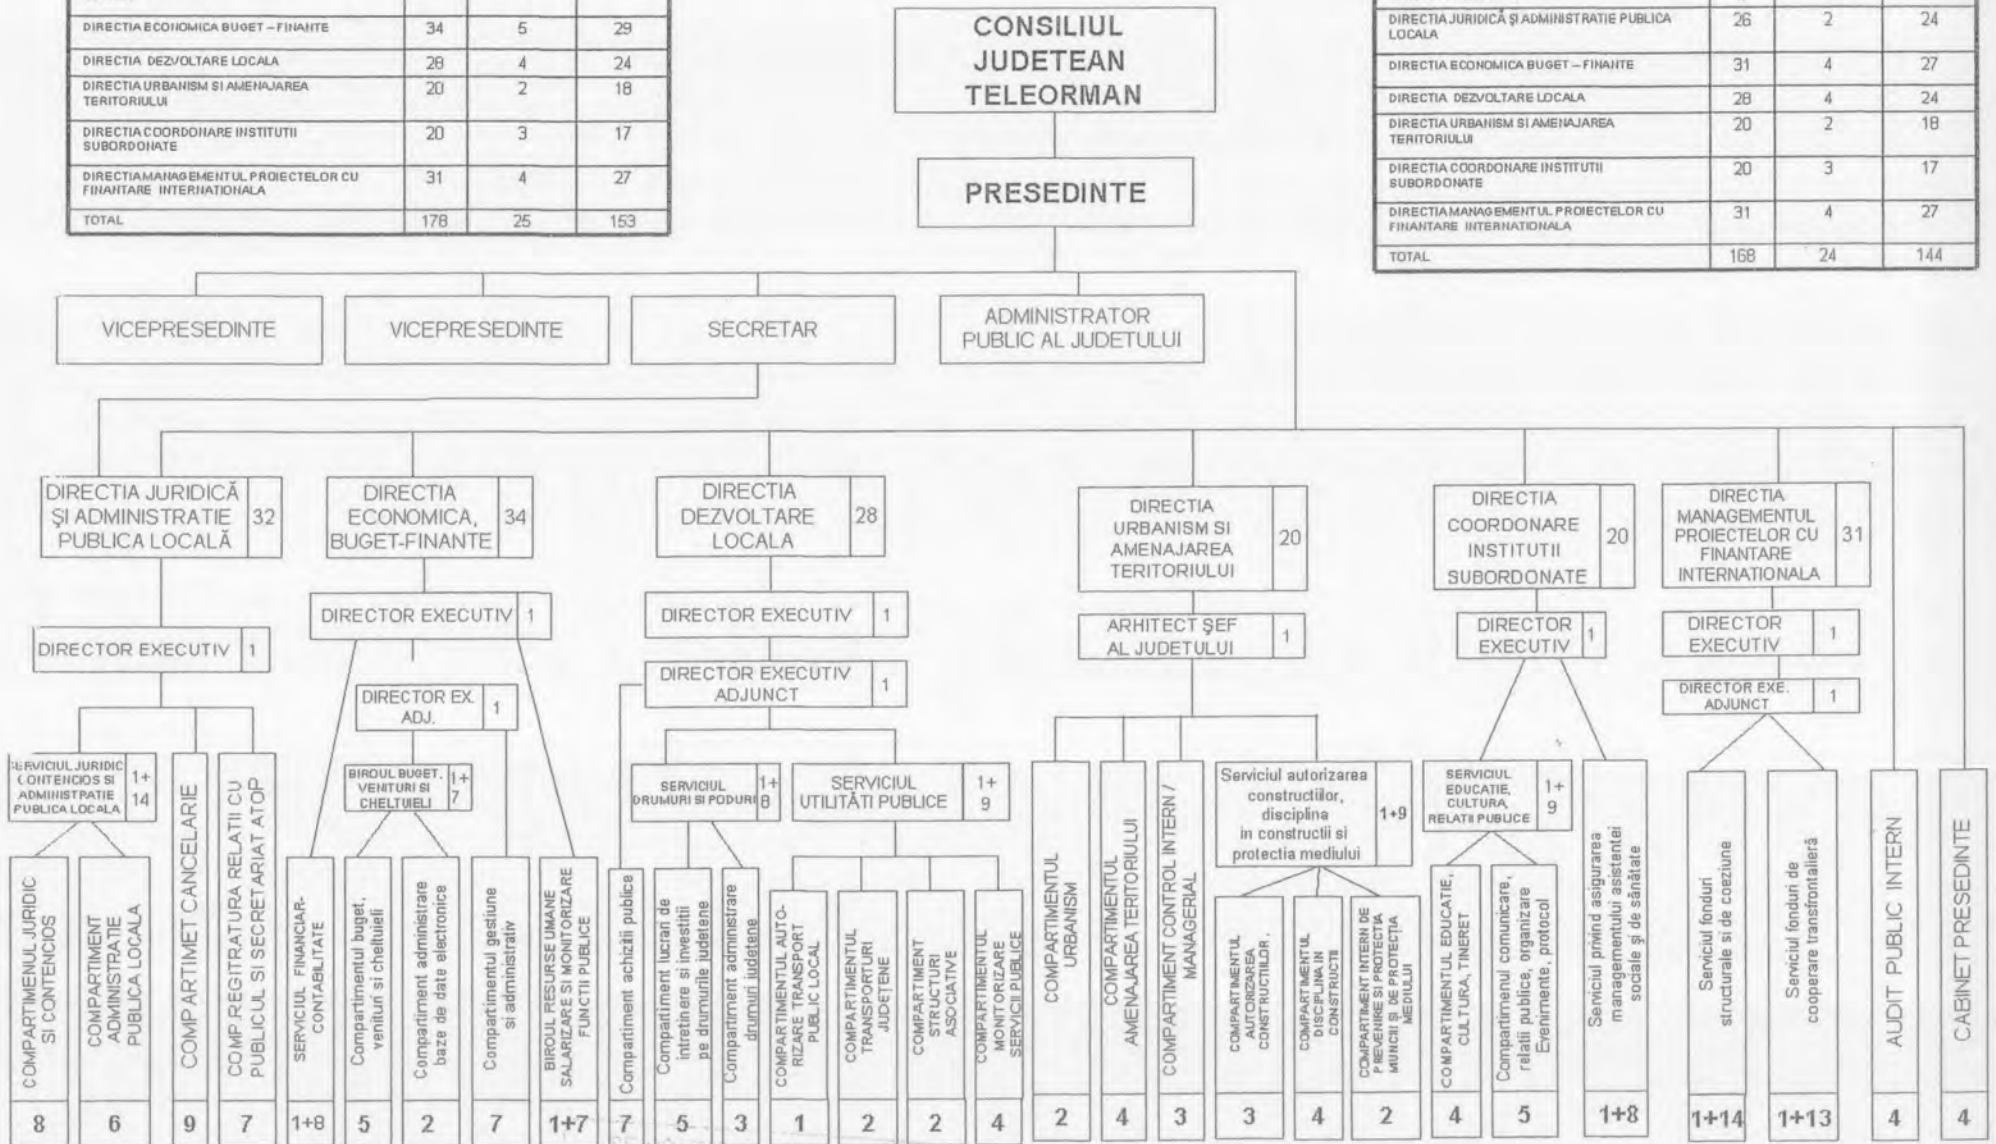 DIRECTIA ECONOMICA BUGET – FINANTE 34 5 29
DIRECTIA DEZVOLTARE LOCALA 28 4 24
DIRECTIA URBANISM SI AMENAJAREA
TERITORIULUI 20 2 18
DIRECTIA COORDONARE INSTITUTII
SUBORDONATE 20 3 17
DIRECTIA MANAGEMENTUL PROIECTELOR CU
FINANTARE INTERNATIONALA 31 4 27
TOTAL 178 25 153
CONSILIUL
JUDETEAN
TELEORMAN
PRESEDINTE
DIRECTIA JURIDICĂ ŞI ADMINISTRATIE PUBLICA
LOCALA 26 2 24
DIRECTIA ECONOMICA BUGET – FINANTE 31 4 27
DIRECTIA DEZVOLTARE LOCALA 28 4 24
DIRECTIA URBANISM SI AMENAJAREA
TERITORIULUI 20 2 18
DIRECTIA COORDONARE INSTITUTII
SUBORDONATE 20 3 17
DIRECTIA MANAGEMENTUL PROIECTELOR CU
FINANTARE INTERNATIONALA 31 4 27
TOTAL 168 24 144
VICEPRESEDINTE
VICEPRESEDINTE
SECRETAR
ADMINISTRATOR
PUBLIC AL JUDETULUI
DIRECTIA JURIDICĂ
ŞI ADMINISTRATIE
PUBLICA LOCALĂ
32
DIRECTIA
ECONOMICA,
BUGET-FINANTE
34
DIRECTIA
DEZVOLTARE
LOCALA
28
DIRECTIA
URBANISM SI
AMENAJAREA
TERITORIULUI
20
DIRECTIA
COORDONARE
INSTITUTII
SUBORDONATE
20
DIRECTIA
MANAGEMENTUL
PROIECTELOR CU
FINANTARE
INTERNATIONALA
31
DIRECTOR EXECUTIV 1
DIRECTOR EXECUTIV 1
DIRECTOR EX.
ADJ.
1
DIRECTOR EXECUTIV 1
DIRECTOR EXECUTIV
ADJUNCT
1
ARHITECT ŞEF
AL JUDETULUI
1
DIRECTOR
EXECUTIV
1
DIRECTOR
EXECUTIV
1
DIRECTOR EXE.
ADJUNCT
1
SERVICIUL JURIDIC
CONTENCIOS SI
ADMINISTRATIE
PUBLICA LOCALA
1+
14
BIROUL BUGET,
VENITURI SI
CHELTUIELI
1+
7
SERVICIUL
DRUMURI SI PODURI
1+
8
SERVICIUL
UTILITĂTI PUBLICE
1+
9
Serviciul autorizarea
constructiilor,
disciplina
in constructii si
protectia mediului
1+9
SERVICIUL
EDUCATIE,
CULTURA,
RELATII PUBLICE
1+
9
COMPARTIMENUL JURIDIC
SI CONTENCIOS
8
COMPARTIMENT
ADMINISTRATIE
PUBLICA LOCALA
6
COMPARTIMET CANCELARIE
9
COMP.REGITRATURA RELATII CU
PUBLICUL SI SECRETARIAT ATOP
7
SERVICIUL FINANCIAR-
CONTABILITATE
1+8
Compartimentul buget,
venituri si cheltuieli
5
Compartiment administrare
baze de date electronice
2
Compartimentul gestiune
si administrativ
7
BIROUL RESURSE UMANE
SALARIZARE SI MONITORIZARE
FUNCTII PUBLICE
1+7
Compartiment achizitii publice
7
Compartiment lucrari de
intretinere si investitii
pe drumurile judetene
5
Compartiment administrare
drumuri judetene
3
COMPARTIMENTUL AUTO-
RIZARE TRANSPORT
PUBLIC LOCAL
1
COMPARTIMENTUL
TRANSPORTURI
JUDETENE
2
COMPARTIMENT
STRUCTURI
ASOCIATIVE
2
COMPARTIMENTUL
MONITORIZARE
SERVICII PUBLICE
4
COMPARTIMENTUL
URBANISM
2
COMPARTIMENTUL
AMENAJAREA TERITORIULUI
4
COMPARTIMENT CONTROL INTERN /
MANAGERIAL
3
COMPARTIMENTUL
AUTORIZAREA
CONSTRUCTIILOR,
3
COMPARTIMENTUL
DISCIPLINA IN
CONSTRUCTII
4
COMPARTIMENT INTERN DE
PREVENIRE SI PROTECTIA
MUNCII SI DE PROTECTIA
MEDIULUI
2
COMPARTIMENTUL EDUCATIE,
CULTURA, TINERET
4
Compartimenul comunicare,
relatii publice, organizare
Evenimente, protocol
5
Serviciul privind asigurarea
managementului asistentei
sociale şi de sănătate
1+8
Serviciul fonduri
structurale si de coeziune
1+14
Serviciul fonduri de
cooperare transfrontalieră
1+13
AUDIT PUBLIC INTERN
4
CABINET PRESEDINTE
4